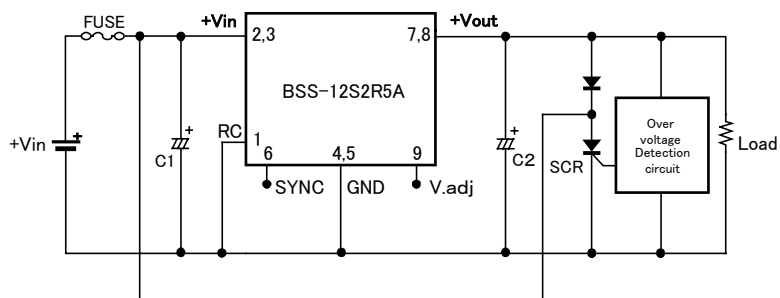 FUSE
+Vin
+Vout
2,3
7,8
BSS-12S2R5A
RC
1
+
+Vin
+
C1
6
4,5
9
SYNC
GND
V.adj
+
C2
SCR
Over
voltage
Detection
circuit
Load